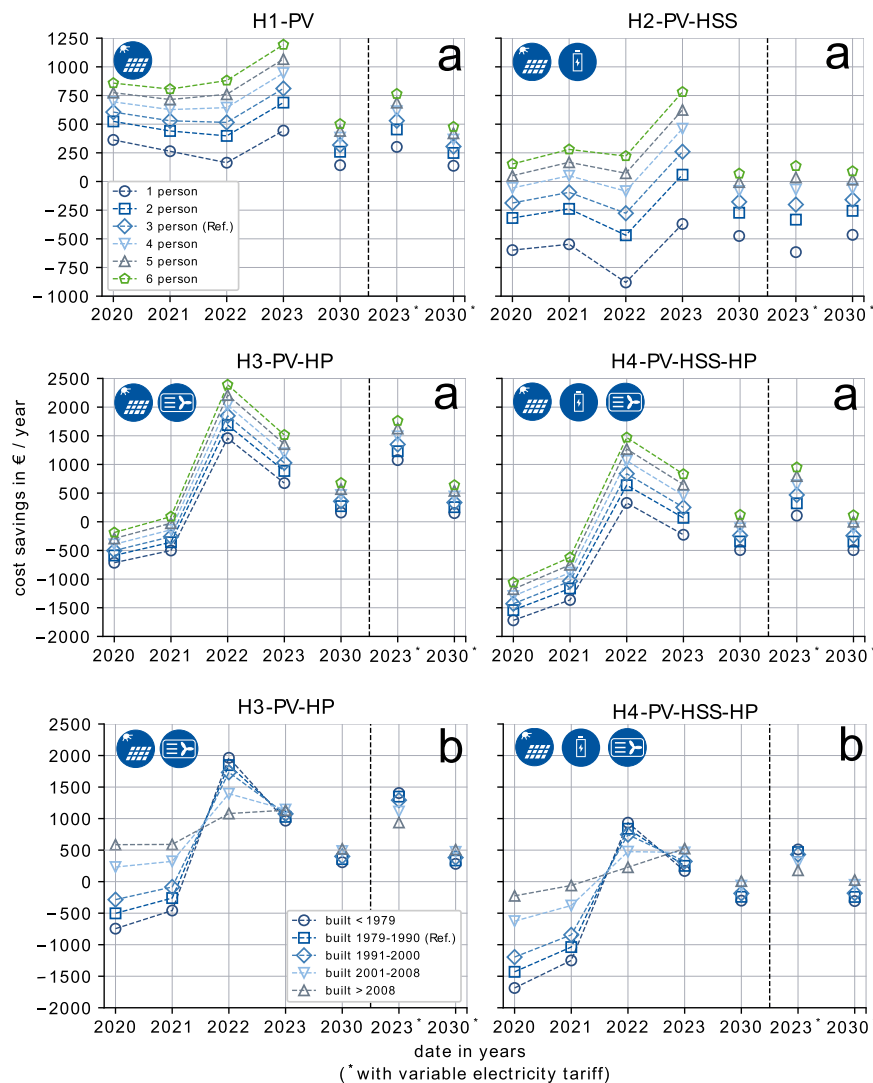 H1-PV
H2-PV-HSS
1250
1000
750
500
250
0
−250
−500
−750
−1000
a
a
1 person
2 person
3 person (Ref.)
4 person
5 person
6 person
2020 2021 2022 2023 2030 2023* 2030*
2020 2021 2022 2023 2030 2023* 2030*
H3-PV-HP
H4-PV-HSS-HP
cost savings in € / year
2500
2000
1500
1000
500
0
−500
−1000
−1500
−2000
a
a
2020 2021 2022 2023 2030 2023* 2030*
2020 2021 2022 2023 2030 2023* 2030*
H3-PV-HP
H4-PV-HSS-HP
2500
2000
1500
1000
500
0
−500
−1000
−1500
−2000
b
b
built < 1979
built 1979-1990 (Ref.)
built 1991-2000
built 2001-2008
built > 2008
2020 2021 2022 2023 2030 2023* 2030*
2020 2021 2022 2023 2030 2023* 2030*
date in years
(* with variable electricity tariff)